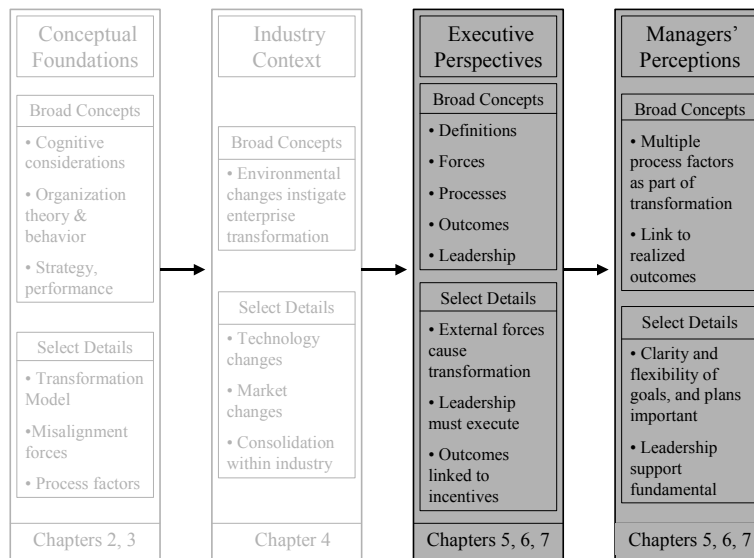 Conceptual
Foundations
Broad Concepts
• Cognitive
considerations
• Organization
theory &
behavior
• Strategy,
performance
Select Details
• Transformation
Model
•Misalignment
forces
• Process factors
Chapters 2, 3
Industry
Context
Broad Concepts
• Environmental
changes instigate
enterprise
transformation
Select Details
• Technology
changes
• Market
changes
• Consolidation
within industry
Chapter 4
Executive
Perspectives
Broad Concepts
• Definitions
• Forces
• Processes
• Outcomes
• Leadership
Select Details
• External forces
cause
transformation
• Leadership
must execute
• Outcomes
linked to
incentives
Chapters 5, 6, 7
Managers’
Perceptions
Broad Concepts
• Multiple
process factors
as part of
transformation
• Link to
realized
outcomes
Select Details
• Clarity and
flexibility of
goals, and plans
important
• Leadership
support
fundamental
Chapters 5, 6, 7